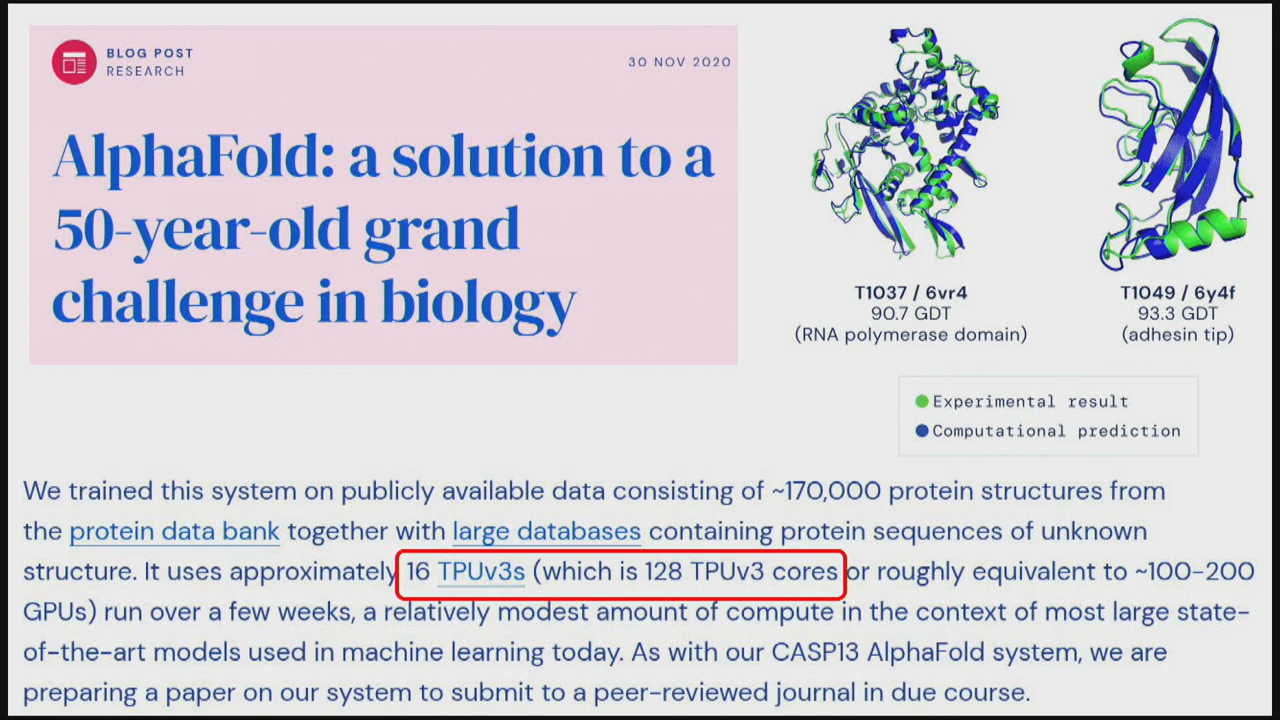 BLOG POST
RESEARCH
30 NOV 2020
AlphaFold: a solution to a
50-year-old grand
challenge in biology
T1037 / 6vr4
90.7 GDT
(RNA polymerase domain)
T1049 / 6y4f
93.3 GDT
(adhesin tip)
Experimental result
Computational prediction
We trained this system on publicly available data consisting of ~170,000 protein structures from
the protein data bank together with large databases containing protein sequences of unknown
structure. It uses approximately 16 TPUv3s (which is 128 TPUv3 cores or roughly equivalent to ~100-200
GPUs) run over a few weeks, a relatively modest amount of compute in the context of most large state-
of-the-art models used in machine learning today. As with our CASP13 AlphaFold system, we are
preparing a paper on our system to submit to a peer-reviewed journal in due course.